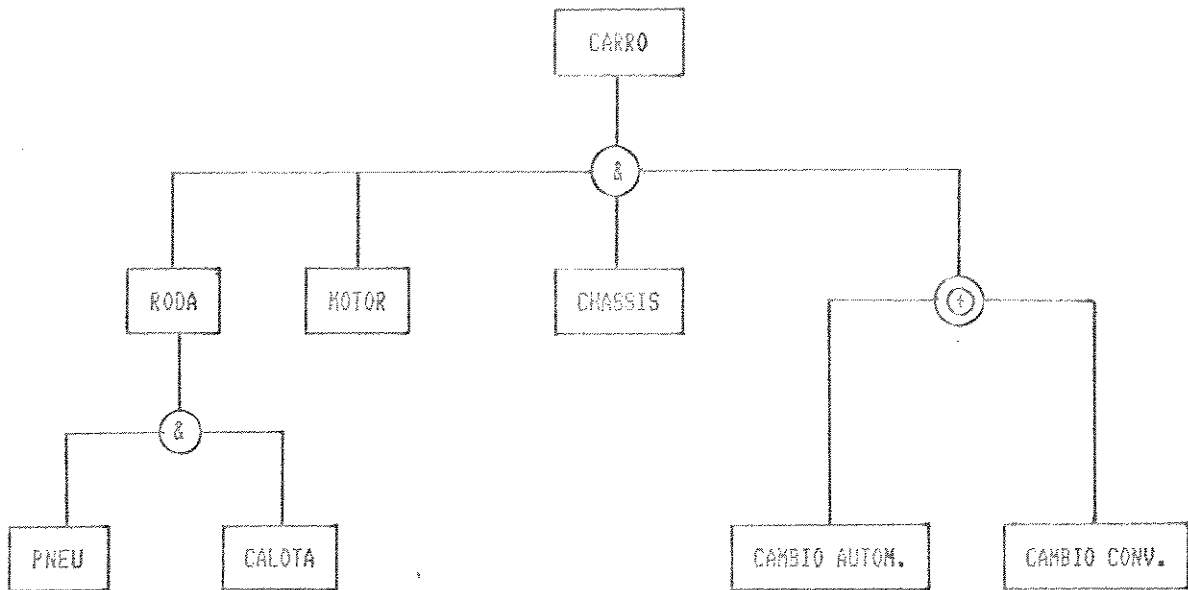 CARRO
&
RODA
MOTOR
CHASSIS
+
&
PNEU
CALOTA
CAMBIO AUTOM.
CAMBIO CONV.